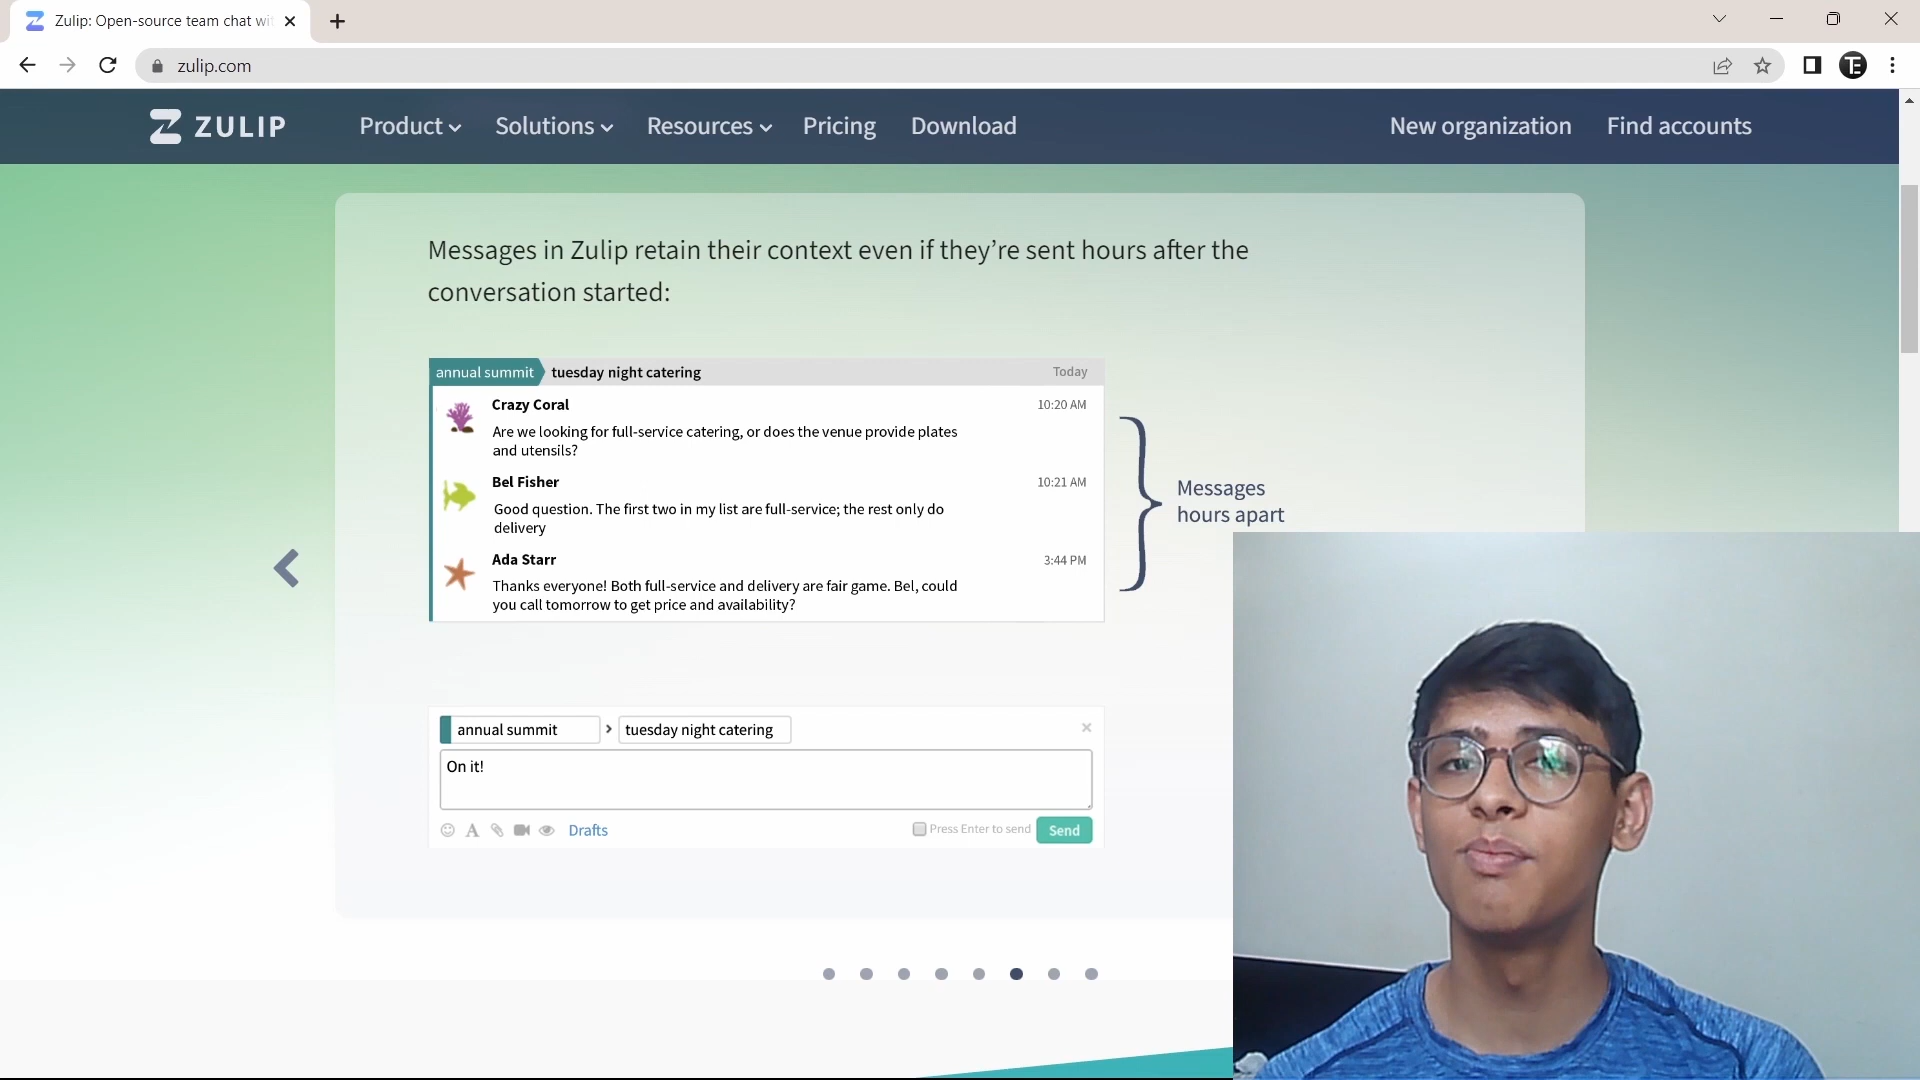 Zulip: Open-source team chat wi
zulip.com
TE
ZULIP
Product
Solutions
Resources
Pricing
Download
New organization
Find accounts
Messages in Zulip retain their context even if they’re sent hours after the
conversation started:
annual summit
tuesday night catering
Today
Crazy Coral
10:20 AM
Are we looking for full-service catering, or does the venue provide plates
and utensils?
Bel Fisher
10:21 AM
Good question. The first two in my list are full-service; the rest only do
delivery
Ada Starr
3:44 PM
Thanks everyone! Both full-service and delivery are fair game. Bel, could
you call tomorrow to get price and availability?
Messages
hours apart
annual summit
tuesday night catering
On it!
Drafts
Press Enter to send
Send